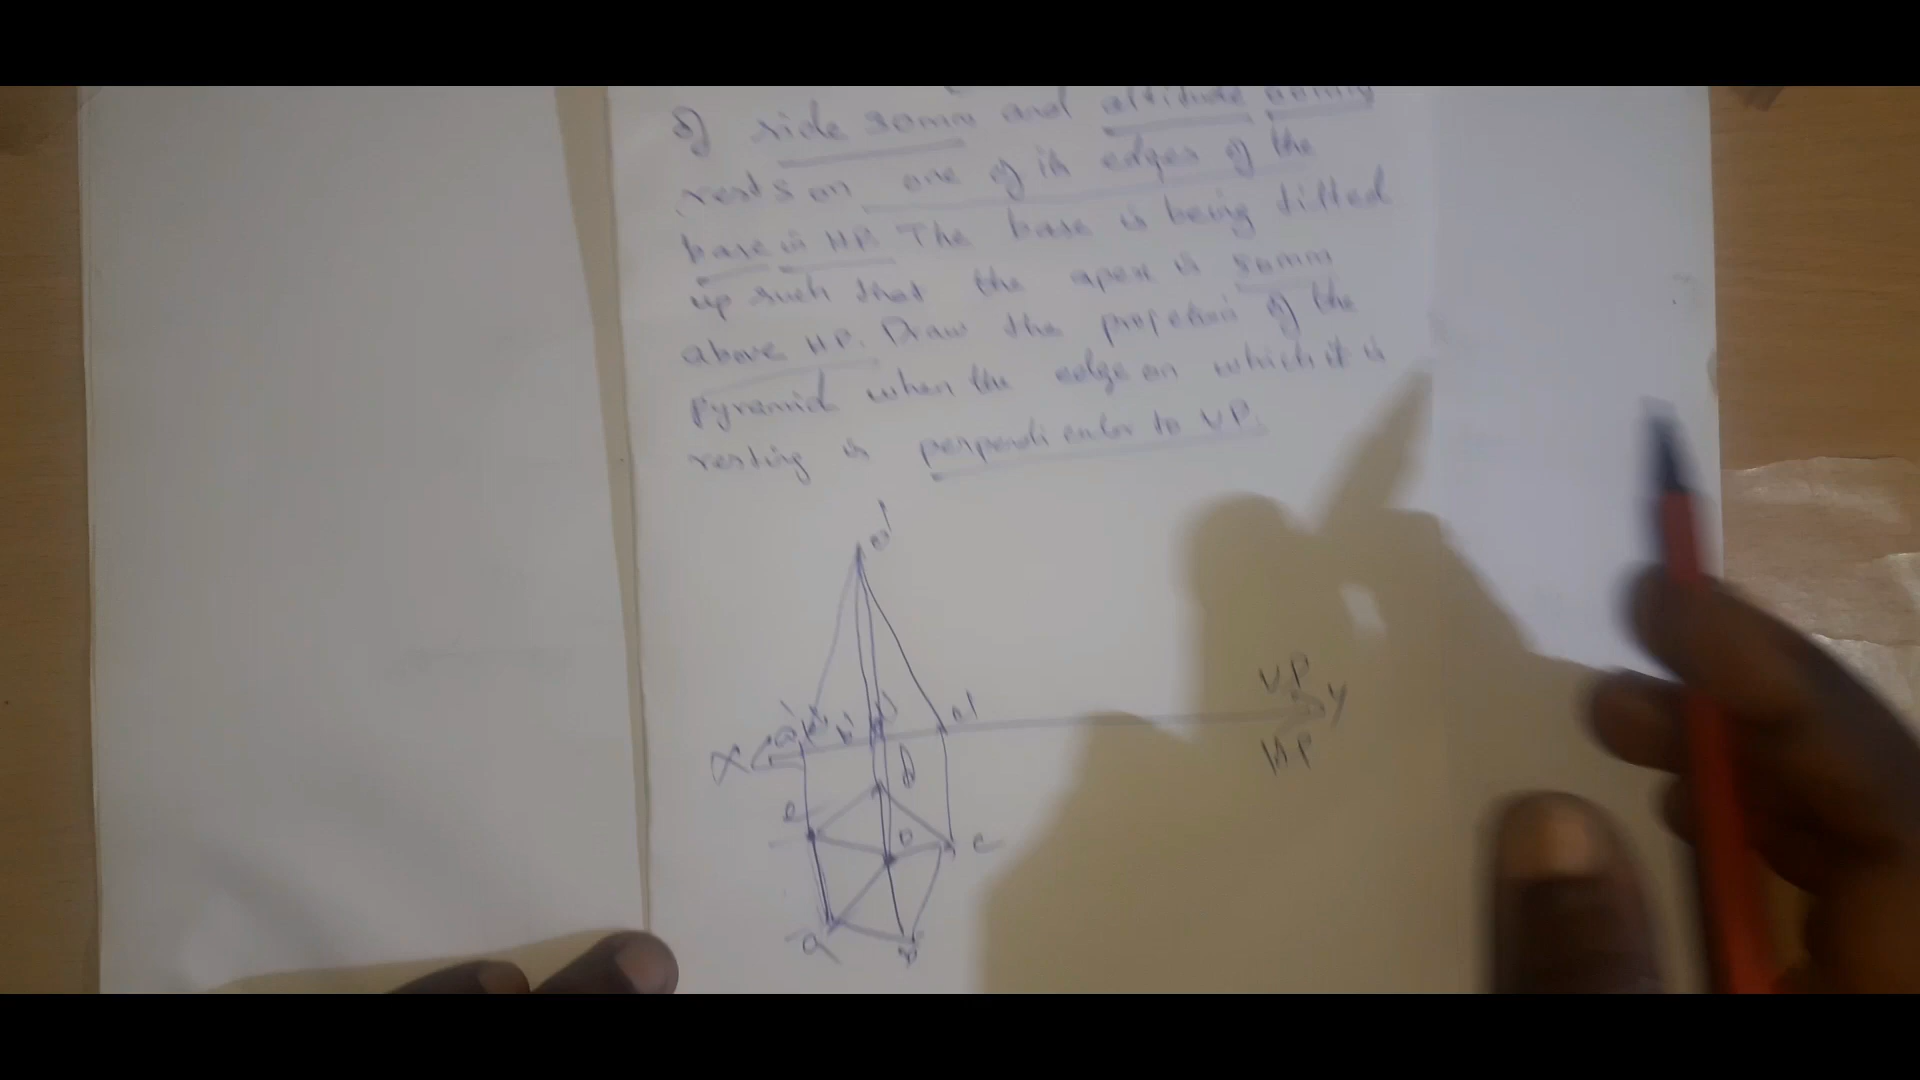 of side 30mm and altitude 60mm
rests on one of its edges of the
base is HP. The base is being tilted
up such that the apex is 50mm
above HP. Draw the projection of the
pyramid when the edge on which it is
resting is perpendicular to VP.
o'
VP
a' e' b' d' c'
X Y
HP
d
e
o c
a b